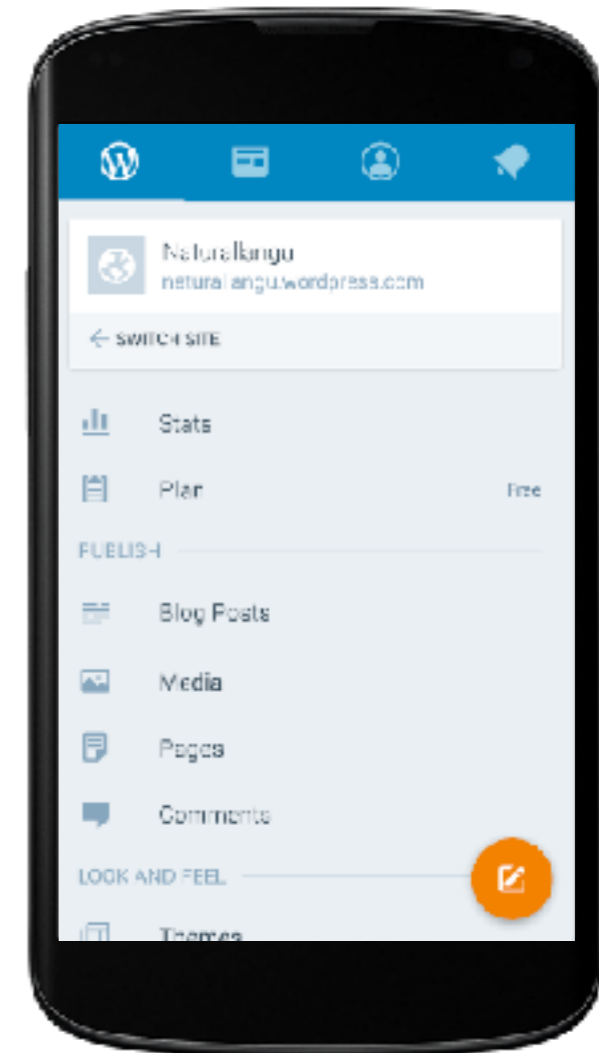 Naturallangu
naturallangu.wordpress.com
SWITCH SITE
Stats
Plan Free
PUBLISH
Blog Posts
Media
Pages
Comments
LOOK AND FEEL
Themes